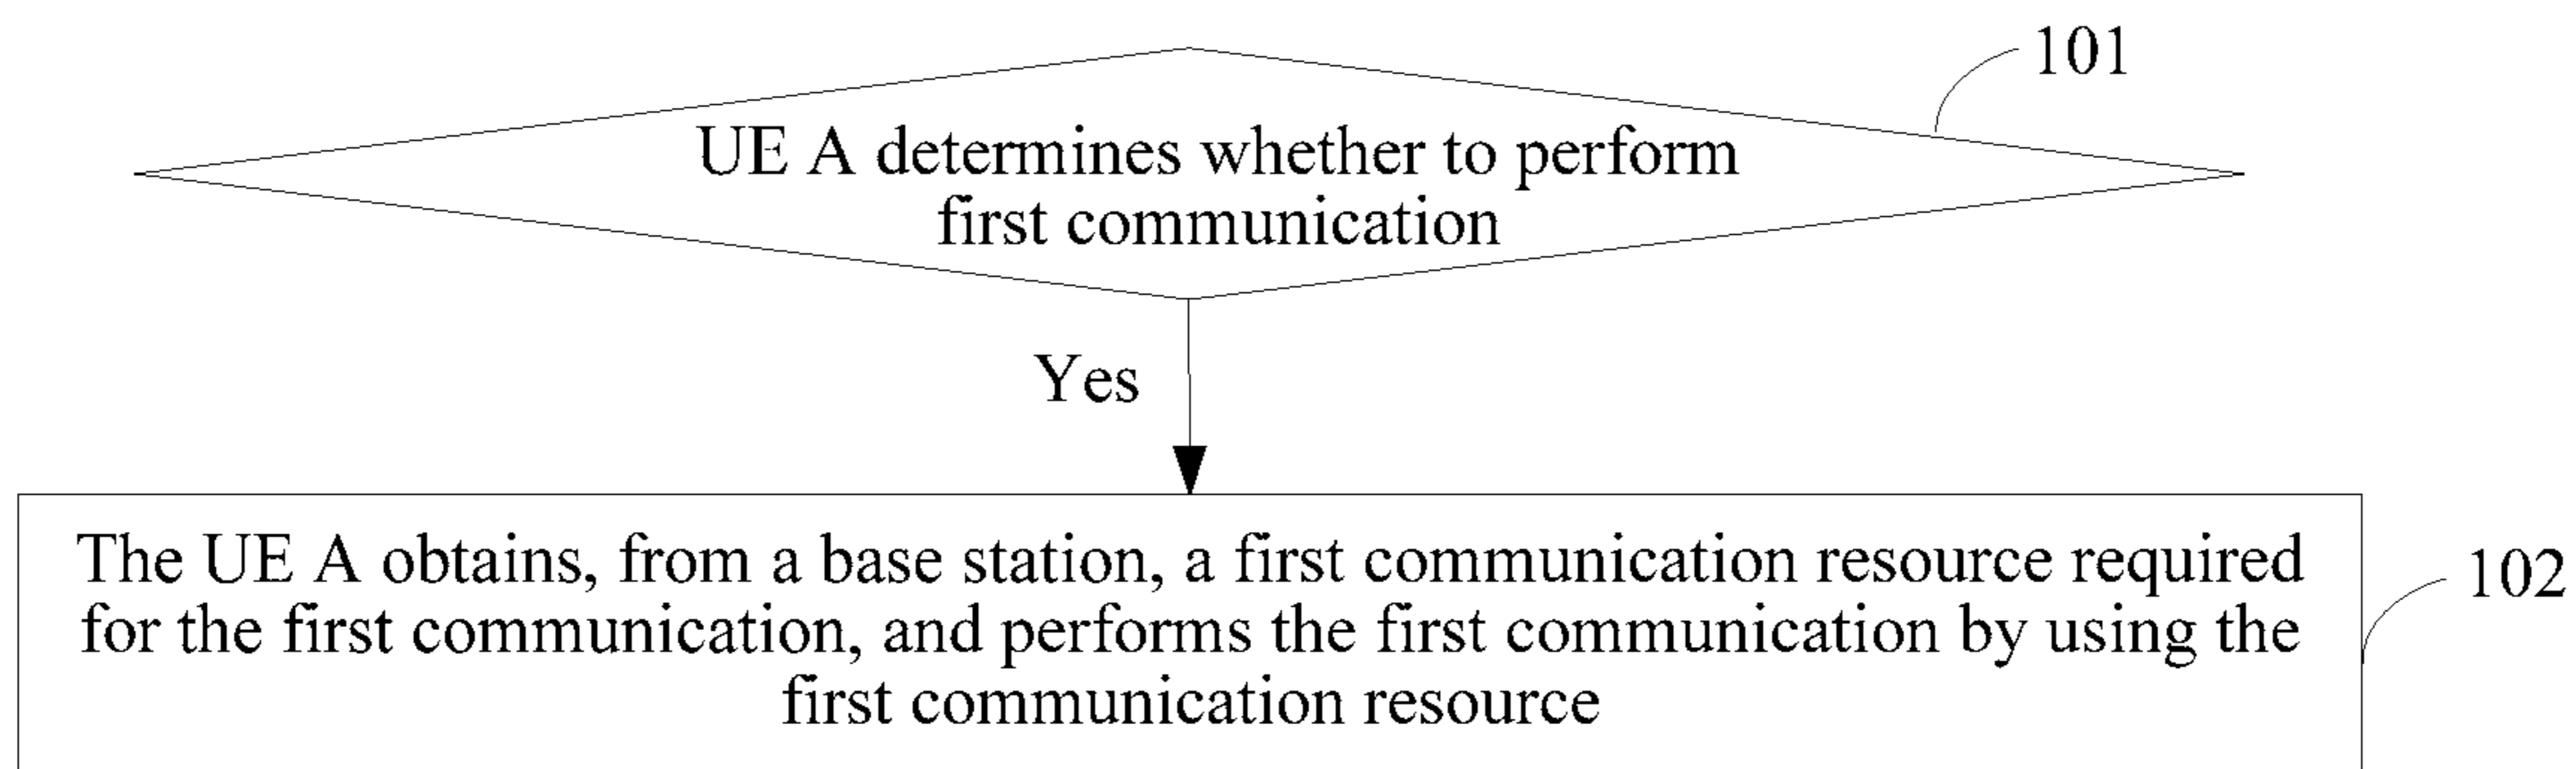 101
UE A determines whether to perform
first communication
Yes
The UE A obtains, from a base station, a first communication resource required
for the first communication, and performs the first communication by using the
first communication resource
102